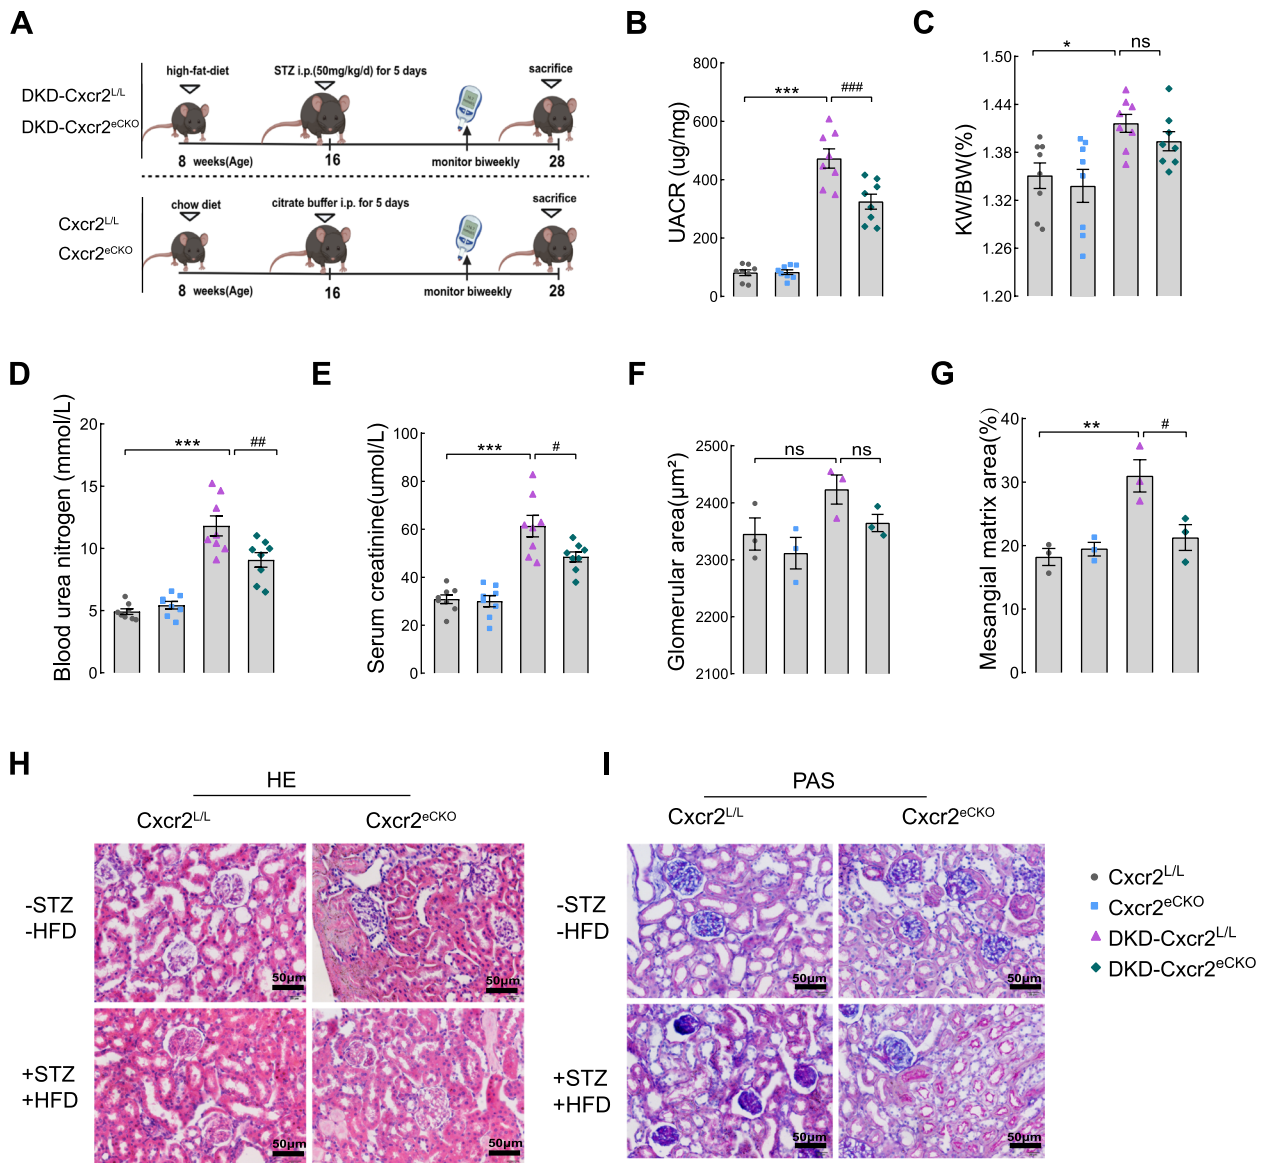 A
high-fat-diet
STZ i.p.(50mg/kg/d) for 5 days
sacrifice
DKD-Cxcr2L/L
DKD-Cxcr2eCKO
8 weeks(Age)
16
monitor biweekly
28
chow diet
citrate buffer i.p. for 5 days
sacrifice
Cxcr2L/L
Cxcr2eCKO
8 weeks(Age)
16
monitor biweekly
28
B
UACR (ug/mg)
800
600
400
200
0
***
###
C
KW/BW(%)
1.50
1.44
1.38
1.32
1.26
1.20
*
ns
D
Blood urea nitrogen (mmol/L)
20
15
10
5
0
***
##
E
Serum creatinine(umol/L)
100
80
60
40
20
0
***
#
F
Glomerular area(μm²)
2500
2400
2300
2200
2100
ns
ns
G
Mesangial matrix area(%)
40
30
20
10
0
**
#
H
HE
Cxcr2L/L
Cxcr2eCKO
-STZ
-HFD
50μm
50μm
+STZ
+HFD
50μm
50μm
I
PAS
Cxcr2L/L
Cxcr2eCKO
-STZ
-HFD
50μm
50μm
+STZ
+HFD
50μm
50μm
Cxcr2L/L
Cxcr2eCKO
DKD-Cxcr2L/L
DKD-Cxcr2eCKO